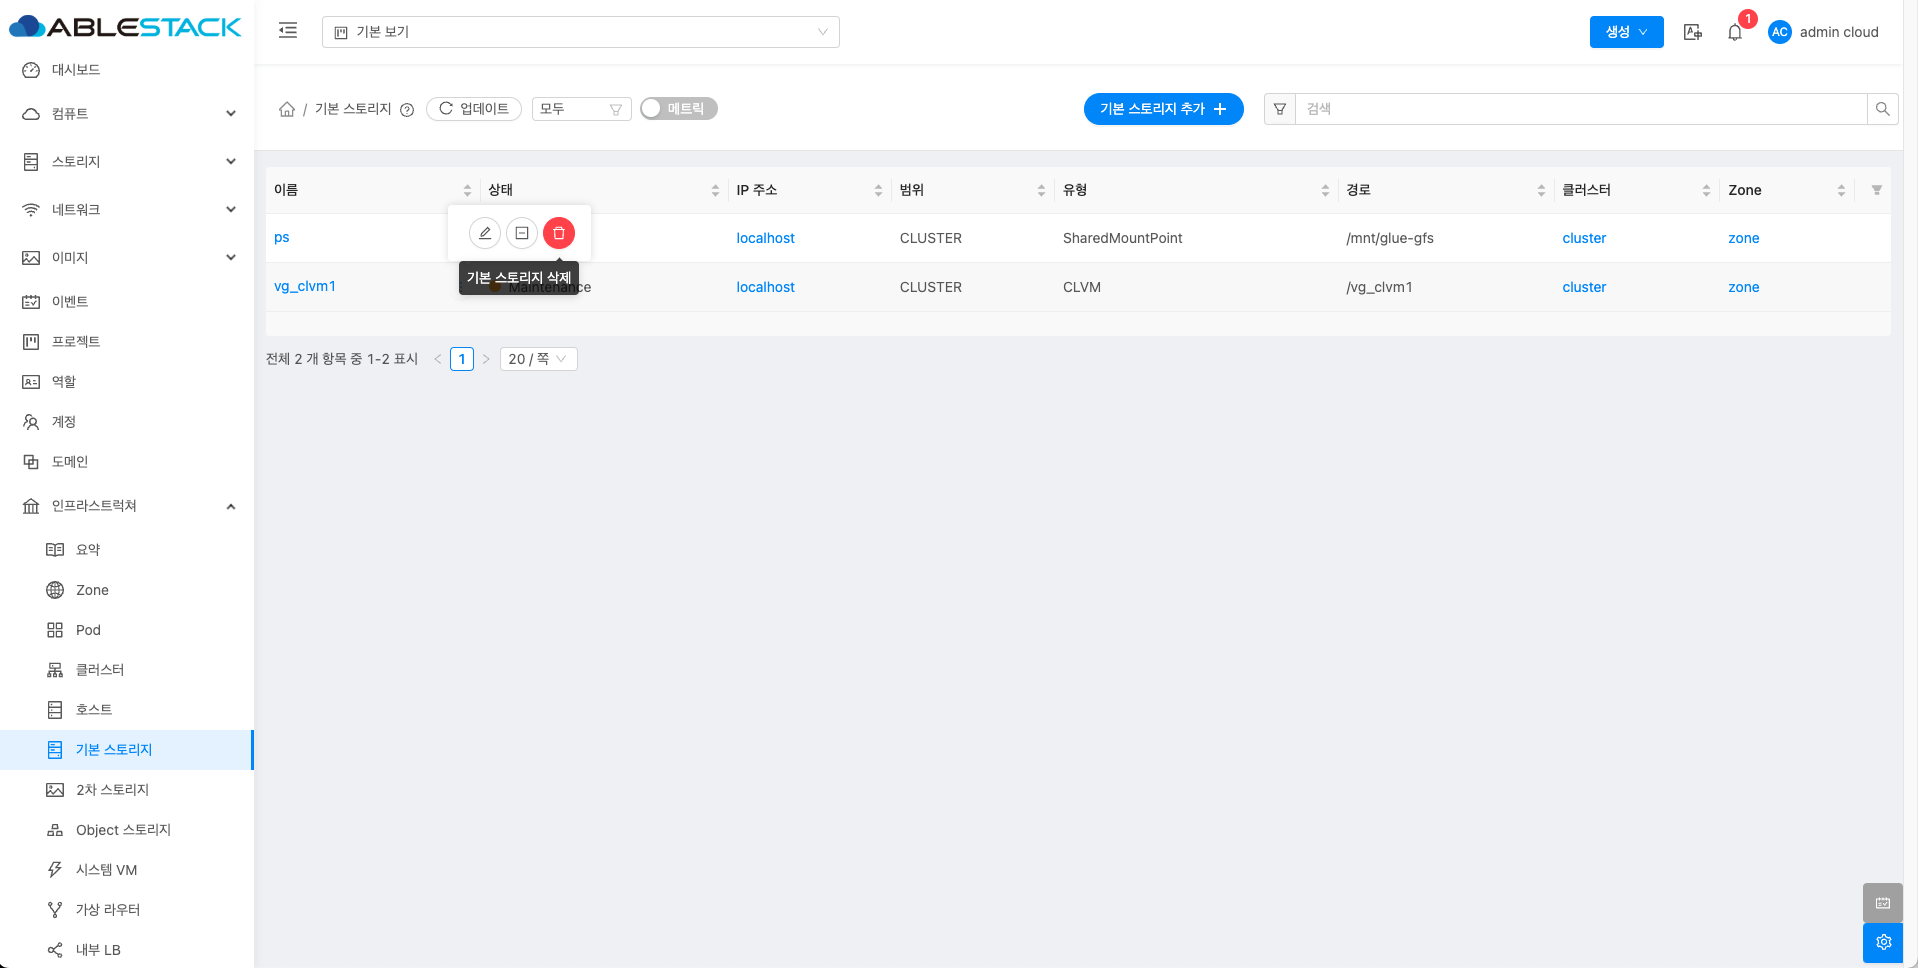 ABLESTACK
기본 보기
생성
1
AC
admin cloud
대시보드
컴퓨트
스토리지
네트워크
이미지
이벤트
프로젝트
역할
계정
도메인
인프라스트럭쳐
요약
Zone
Pod
클러스터
호스트
기본 스토리지
2차 스토리지
Object 스토리지
시스템 VM
가상 라우터
내부 LB
/ 기본 스토리지
업데이트
모두
메트릭
기본 스토리지 추가
검색
이름 상태 IP 주소 범위 유형 경로 클러스터 Zone
ps localhost CLUSTER SharedMountPoint /mnt/glue-gfs cluster zone
기본 스토리지 삭제
vg_clvm1 Maintenance localhost CLUSTER CLVM /vg_clvm1 cluster zone
전체 2 개 항목 중 1-2 표시 < 1 > 20 / 쪽